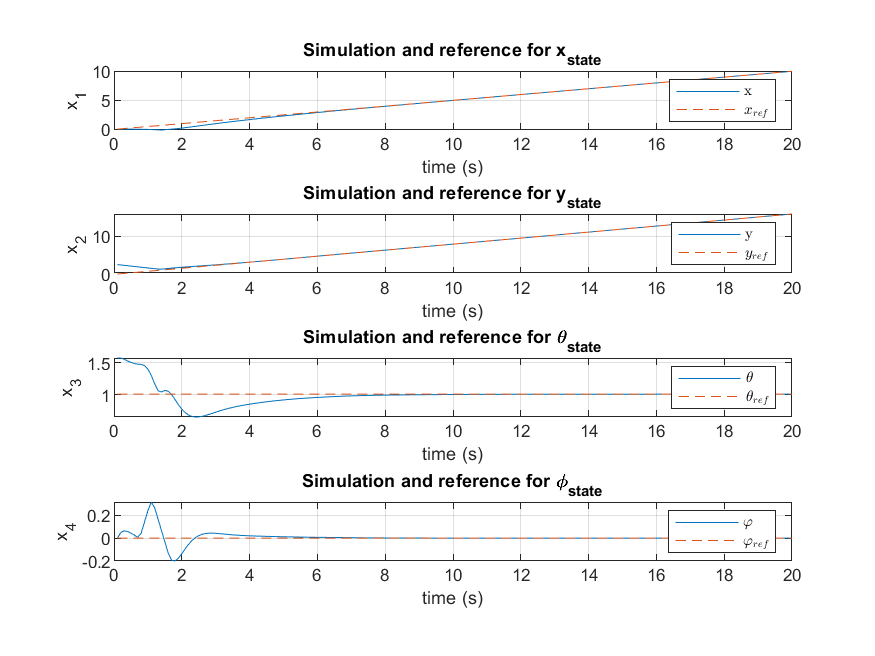 Simulation and reference for x_state
10
5
0
x_1
x
x_ref
0 2 4 6 8 10 12 14 16 18 20
time (s)
Simulation and reference for y_state
10
0
x_2
y
y_ref
0 2 4 6 8 10 12 14 16 18 20
time (s)
Simulation and reference for θ_state
1.5
1
x_3
θ
θ_ref
0 2 4 6 8 10 12 14 16 18 20
time (s)
Simulation and reference for ϕ_state
0.2
0
-0.2
x_4
φ
φ_ref
0 2 4 6 8 10 12 14 16 18 20
time (s)